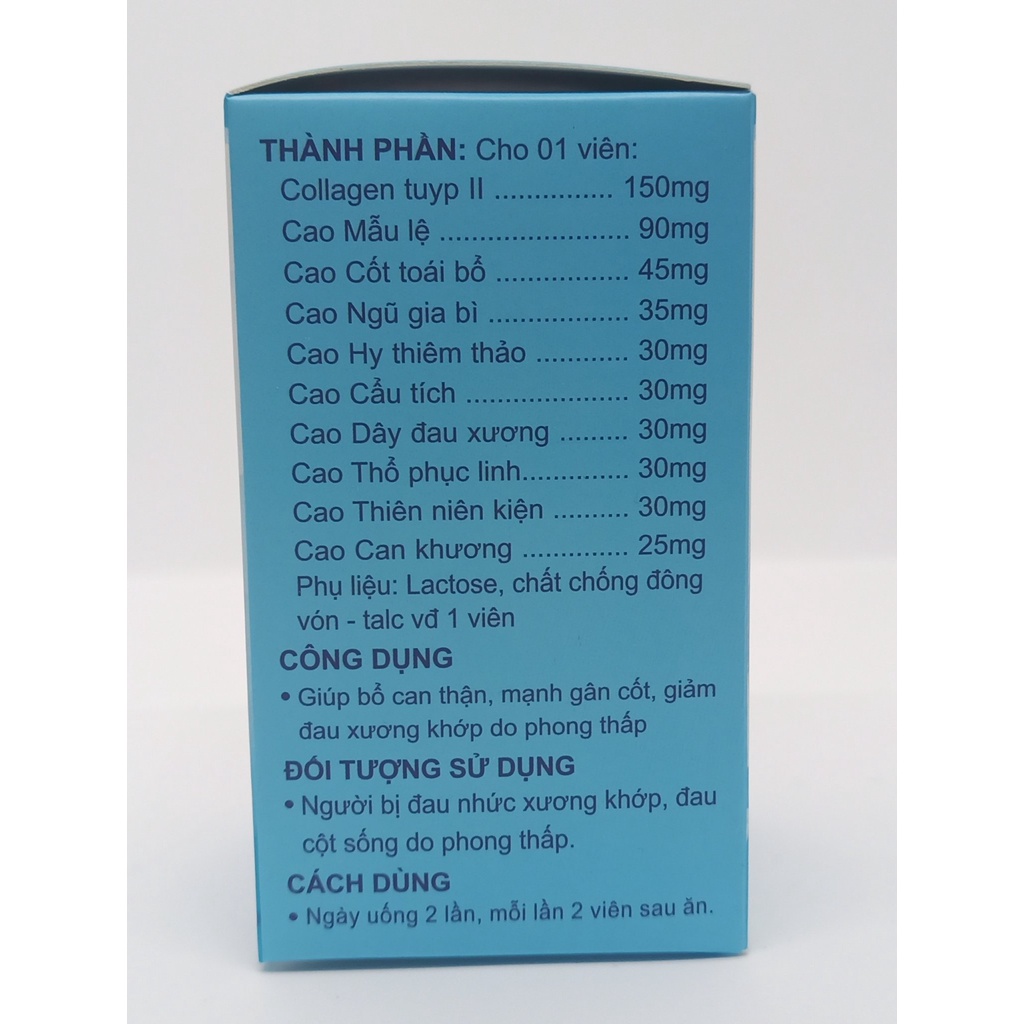 THÀNH PHẦN: Cho 01 viên:
Collagen tuyp II ............... 150mg
Cao Mẫu lệ ........................ 90mg
Cao Cốt toái bổ ................. 45mg
Cao Ngũ gia bì .................. 35mg
Cao Hy thiêm thảo ............ 30mg
Cao Cẩu tích ..................... 30mg
Cao Dây đau xương ......... 30mg
Cao Thổ phục linh............. 30mg
Cao Thiên niên kiện .......... 30mg
Cao Can khương .............. 25mg
Phụ liệu: Lactose, chất chống đông
vón - talc vđ 1 viên
CÔNG DỤNG
• Giúp bổ can thận, mạnh gân cốt, giảm
đau xương khớp do phong thấp
ĐỐI TƯỢNG SỬ DỤNG
• Người bị đau nhức xương khớp, đau
cột sống do phong thấp.
CÁCH DÙNG
• Ngày uống 2 lần, mỗi lần 2 viên sau ăn.